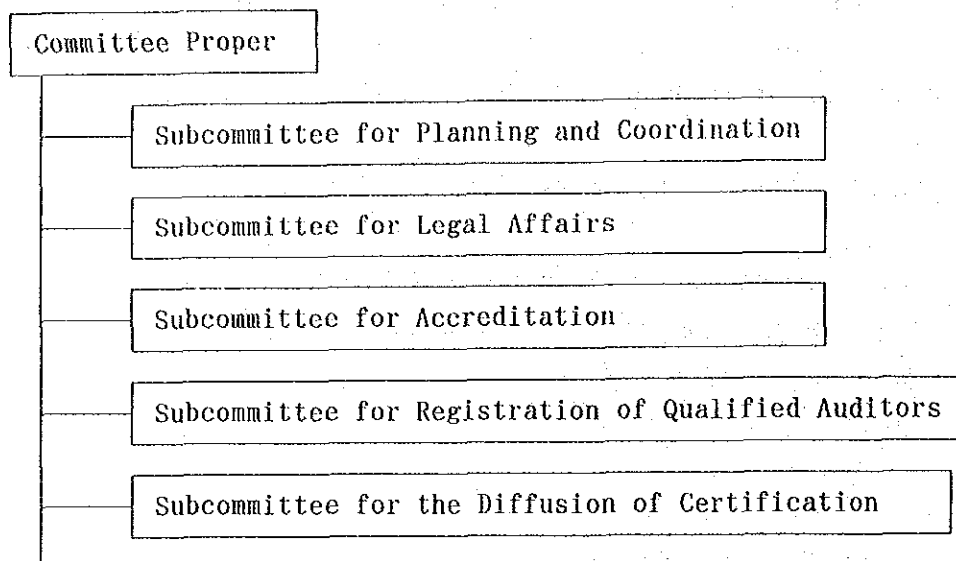 Committee Proper
Subcommittee for Planning and Coordination
Subcommittee for Legal Affairs
Subcommittee for Accreditation
Subcommittee for Registration of Qualified Auditors
Subcommittee for the Diffusion of Certification